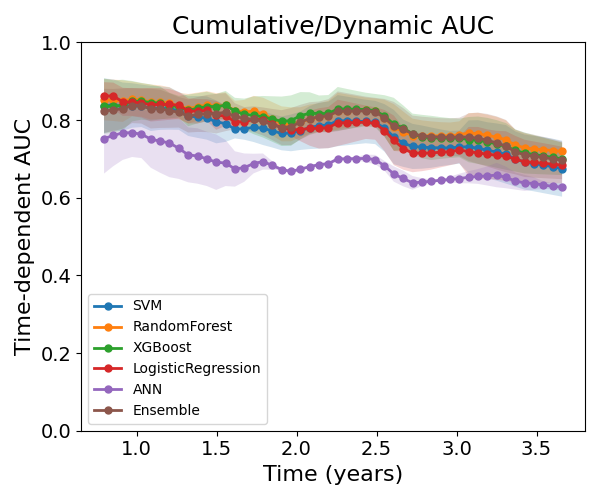 Cumulative/Dynamic AUC
Time-dependent AUC
1.0
0.8
0.6
0.4
0.2
0.0
SVM
RandomForest
XGBoost
LogisticRegression
ANN
Ensemble
1.0 1.5 2.0 2.5 3.0 3.5
Time (years)